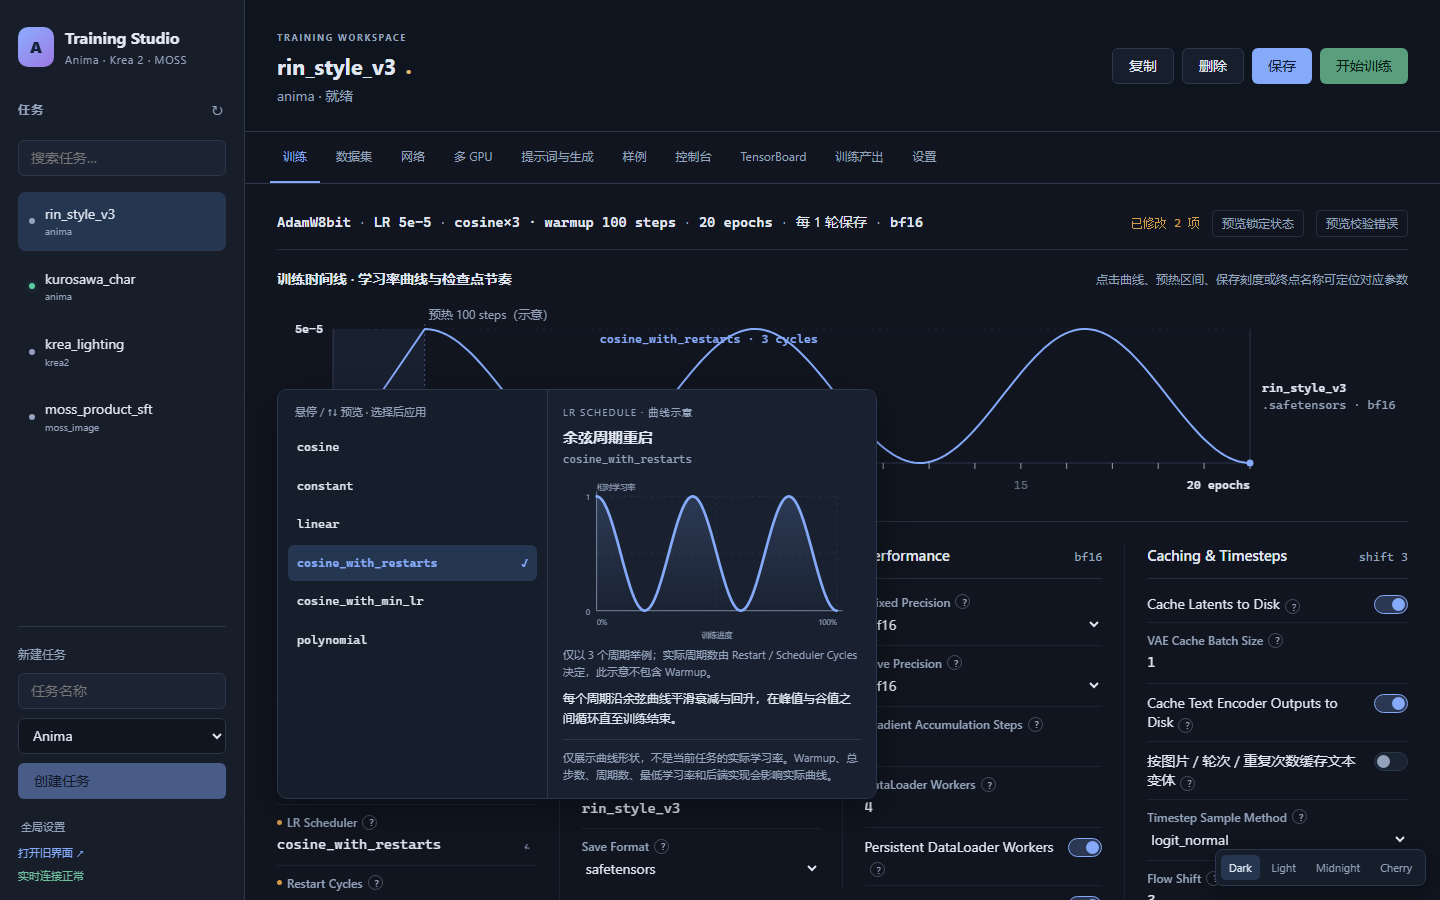 A
Training Studio
Anima · Krea 2 · MOSS
任务
搜索任务...
rin_style_v3
anima
kurosawa_char
anima
krea_lighting
krea2
moss_product_sft
moss_image
新建任务
任务名称
Anima
创建任务
全局设置
打开旧界面 ↗
实时连接正常
TRAINING WORKSPACE
rin_style_v3
anima · 就绪
复制
删除
保存
开始训练
训练
数据集
网络
多 GPU
提示词与生成
样例
控制台
TensorBoard
训练产出
设置
AdamW8bit · LR 5e-5 · cosine×3 · warmup 100 steps · 20 epochs · 每 1 轮保存 · bf16
已修改 2 项
预览锁定状态
预览校验错误
训练时间线 · 学习率曲线与检查点节奏
点击曲线、预热区间、保存刻度或终点名称可定位对应参数
预热 100 steps（示意）
5e-5
cosine_with_restarts · 3 cycles
rin_style_v3
.safetensors · bf16
15
20 epochs
悬停 / ↑↓ 预览 · 选择后应用
cosine
constant
linear
cosine_with_restarts ✓
cosine_with_min_lr
polynomial
LR SCHEDULE · 曲线示意
余弦周期重启
cosine_with_restarts
相对学习率
1
0
0%
100%
训练进度
仅以 3 个周期举例；实际周期数由 Restart / Scheduler Cycles
决定，此示意不包含 Warmup。
每个周期沿余弦曲线平滑衰减与回升，在峰值与谷值之
间循环直至训练结束。
仅展示曲线形状，不是当前任务的实际学习率。Warmup、总
步数、周期数、最低学习率和后端实现会影响实际曲线。
LR Scheduler ?
cosine_with_restarts
Restart Cycles ?
rin_style_v3
Save Format ?
safetensors
erformance
bf16
ixed Precision ?
f16
ve Precision ?
f16
adient Accumulation Steps ?
ataLoader Workers ?
4
Persistent DataLoader Workers
?
Caching & Timesteps
shift 3
Cache Latents to Disk ?
VAE Cache Batch Size ?
1
Cache Text Encoder Outputs to
Disk ?
按图片 / 轮次 / 重复次数缓存文本
变体 ?
Timestep Sample Method ?
logit_normal
Flow Shift ?
3
Dark
Light
Midnight
Cherry